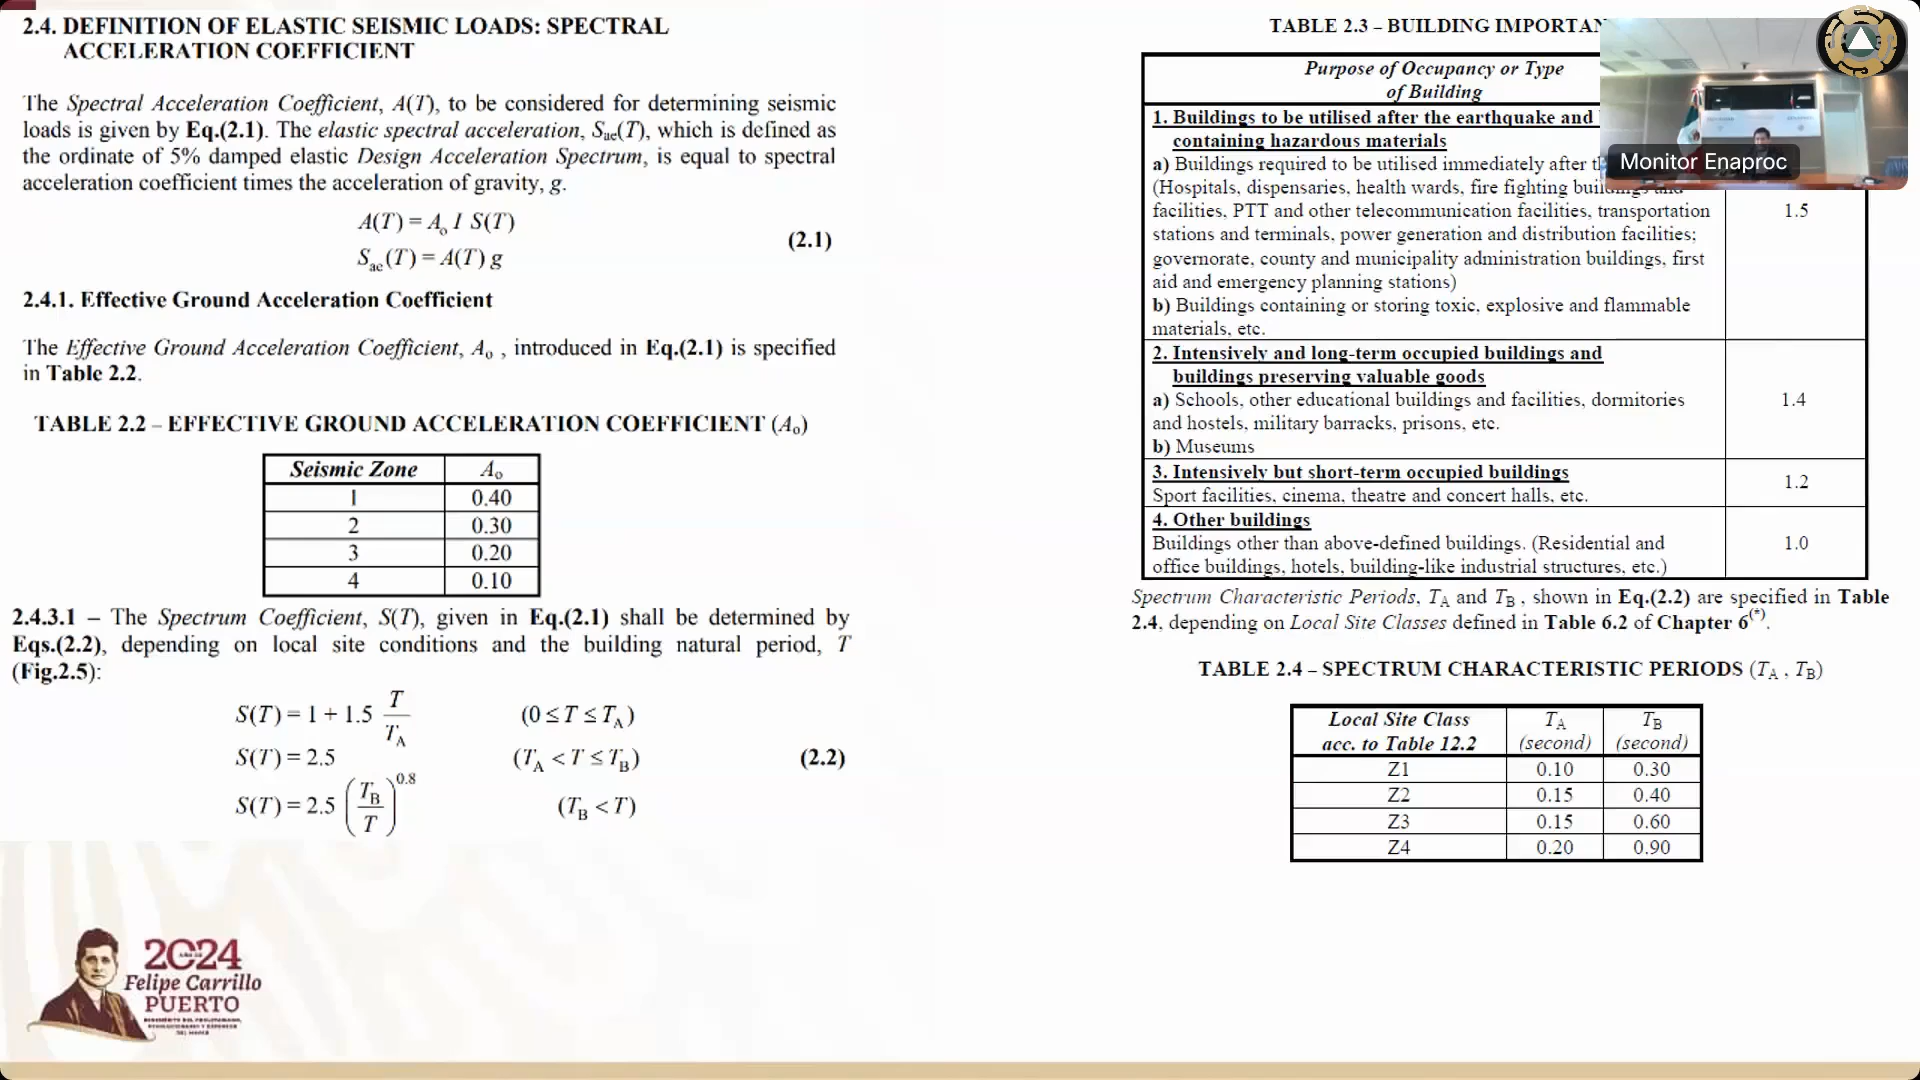 2.4. DEFINITION OF ELASTIC SEISMIC LOADS: SPECTRAL
ACCELERATION COEFFICIENT
The Spectral Acceleration Coefficient, A(T), to be considered for determining seismic
loads is given by Eq.(2.1). The elastic spectral acceleration, Sae(T), which is defined as
the ordinate of 5% damped elastic Design Acceleration Spectrum, is equal to spectral
acceleration coefficient times the acceleration of gravity, g.
A(T) = Ao I S(T)
(2.1)
Sae(T) = A(T) g
2.4.1. Effective Ground Acceleration Coefficient
The Effective Ground Acceleration Coefficient, Ao , introduced in Eq.(2.1) is specified
in Table 2.2.
TABLE 2.2 – EFFECTIVE GROUND ACCELERATION COEFFICIENT (Ao)
Seismic Zone Ao
1 0.40
2 0.30
3 0.20
4 0.10
2.4.3.1 – The Spectrum Coefficient, S(T), given in Eq.(2.1) shall be determined by
Eqs.(2.2), depending on local site conditions and the building natural period, T
(Fig.2.5):
S(T) = 1 + 1.5 T/TA (0 ≤ T ≤ TA)
S(T) = 2.5 (TA < T ≤ TB) (2.2)
S(T) = 2.5 (TB/T)^0.8 (TB < T)
2024
Felipe Carrillo
PUERTO
TABLE 2.3 – BUILDING
Purpose of Occupancy or Type
of Building
1. Buildings to be utilised after the earthquake and
containing hazardous materials
a) Buildings required to be utilised immediately after
(Hospitals, dispensaries, health wards, fire fighting
facilities, PTT and other telecommunication facilities, transportation 1.5
stations and terminals, power generation and distribution facilities;
governorate, county and municipality administration buildings, first
aid and emergency planning stations)
b) Buildings containing or storing toxic, explosive and flammable
materials, etc.
2. Intensively and long-term occupied buildings and
buildings preserving valuable goods
a) Schools, other educational buildings and facilities, dormitories 1.4
and hostels, military barracks, prisons, etc.
b) Museums
3. Intensively but short-term occupied buildings 1.2
Sport facilities, cinema, theatre and concert halls, etc.
4. Other buildings
Buildings other than above-defined buildings. (Residential and 1.0
office buildings, hotels, building-like industrial structures, etc.)
Spectrum Characteristic Periods, TA and TB , shown in Eq.(2.2) are specified in Table
2.4, depending on Local Site Classes defined in Table 6.2 of Chapter 6(*).
TABLE 2.4 – SPECTRUM CHARACTERISTIC PERIODS (TA , TB)
Local Site Class TA TB
acc. to Table 12.2 (second) (second)
Z1 0.10 0.30
Z2 0.15 0.40
Z3 0.15 0.60
Z4 0.20 0.90
Monitor Enaproc